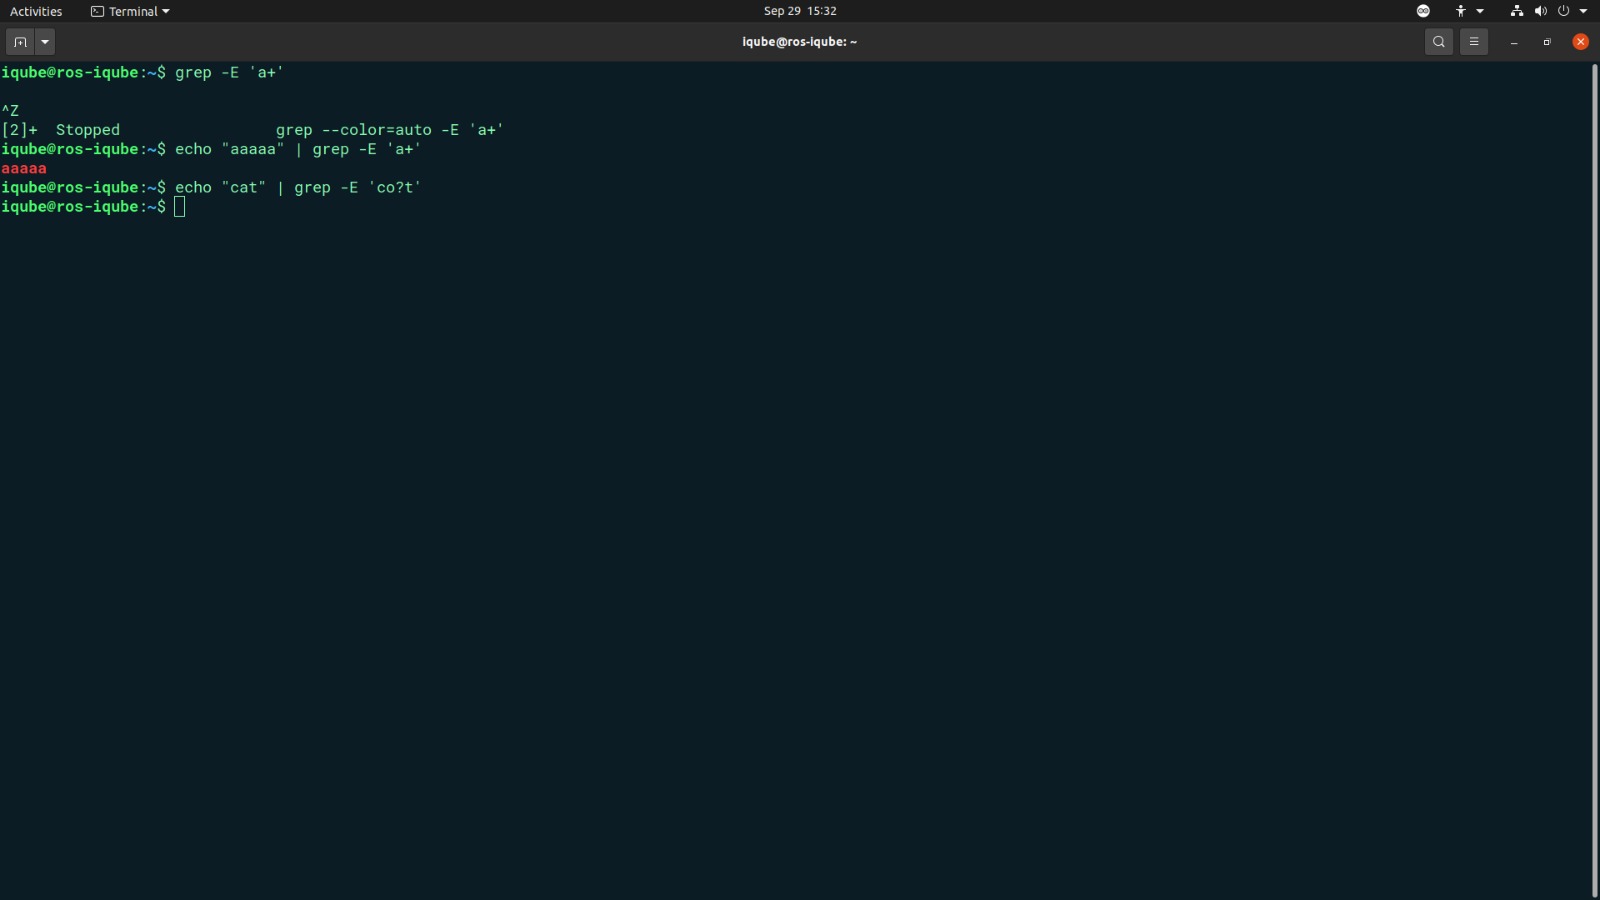 Activities Terminal Sep 29 15:32
iqube@ros-iqube: ~
iqube@ros-iqube:~$ grep -E 'a+'
^Z
[2]+  Stopped                 grep --color=auto -E 'a+'
iqube@ros-iqube:~$ echo "aaaaa" | grep -E 'a+'
aaaaa
iqube@ros-iqube:~$ echo "cat" | grep -E 'co?t'
iqube@ros-iqube:~$